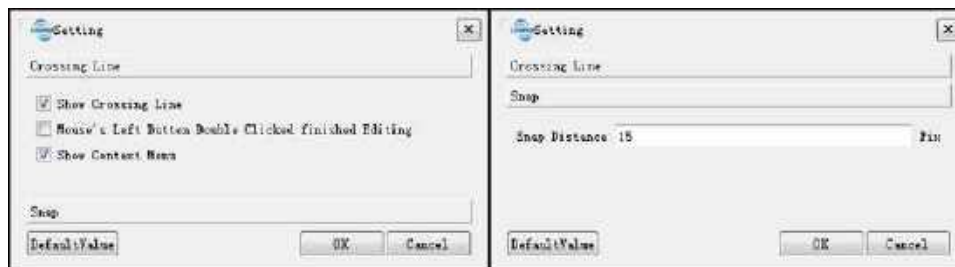 Setting
Crossing Line
Show Crossing Line
Mouse's Left Button Double Clicked finished Editing
Show Context Menu
Snap
DefaultValue OK Cancel
Setting
Crossing Line
Snap
Snap Distance 15 Pix
DefaultValue OK Cancel